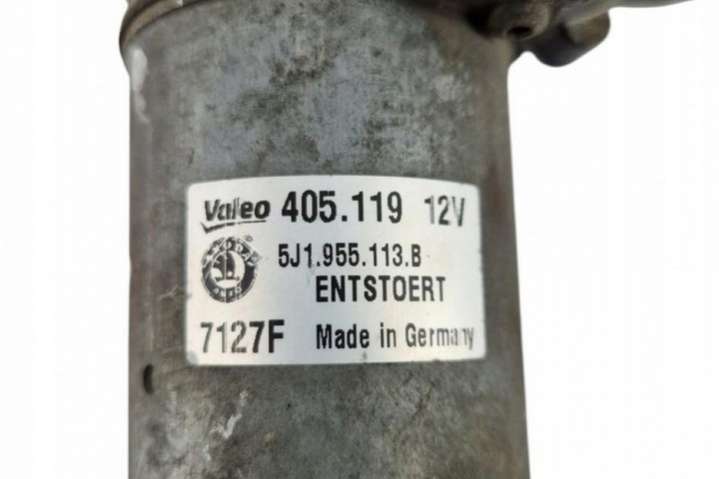 Valeo 405.119 12V
5J1.955.113.B
ENTSTOERT
7127F Made in Germany